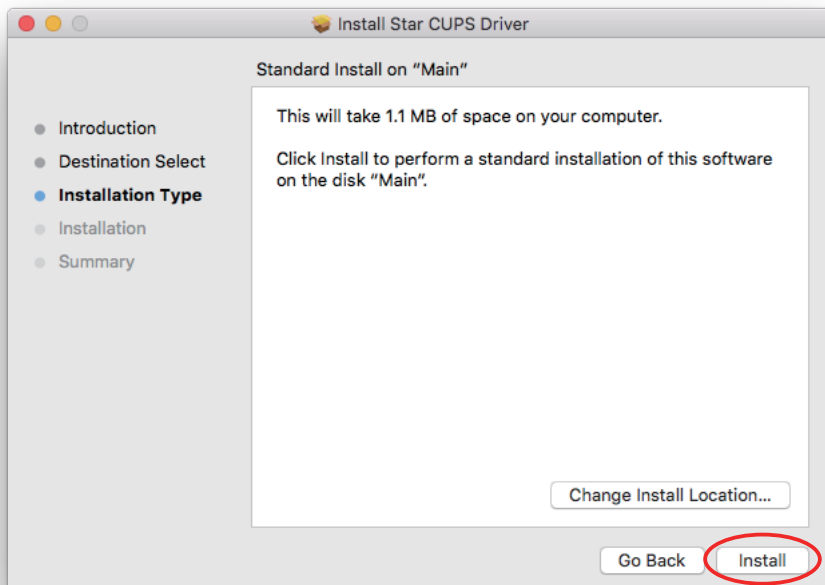 Install Star CUPS Driver
Standard Install on “Main”
Introduction
Destination Select
Installation Type
Installation
Summary
This will take 1.1 MB of space on your computer.
Click Install to perform a standard installation of this software
on the disk “Main”.
Change Install Location...
Go Back
Install